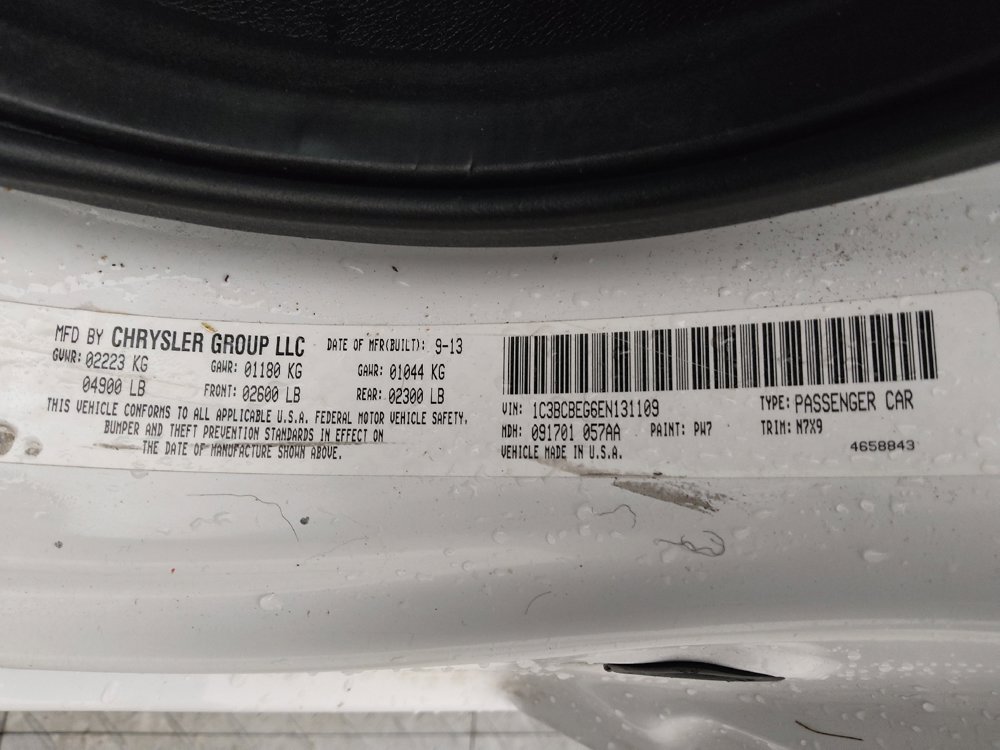 MFD BY CHRYSLER GROUP LLC DATE OF MFR(BUILT): 9-13
GVWR: 02223 KG GAWR: 01180 KG GAWR: 01044 KG
04900 LB FRONT: 02600 LB REAR: 02300 LB
THIS VEHICLE CONFORMS TO ALL APPLICABLE U.S.A. FEDERAL MOTOR VEHICLE SAFETY,
BUMPER AND THEFT PREVENTION STANDARDS IN EFFECT ON
THE DATE OF MANUFACTURE SHOWN ABOVE.
VIN: 1C3BCBEG6EN131109 TYPE: PASSENGER CAR
MDH: 091701 057AA PAINT: PW7 TRIM: N7X9
VEHICLE MADE IN U.S.A. 4658843